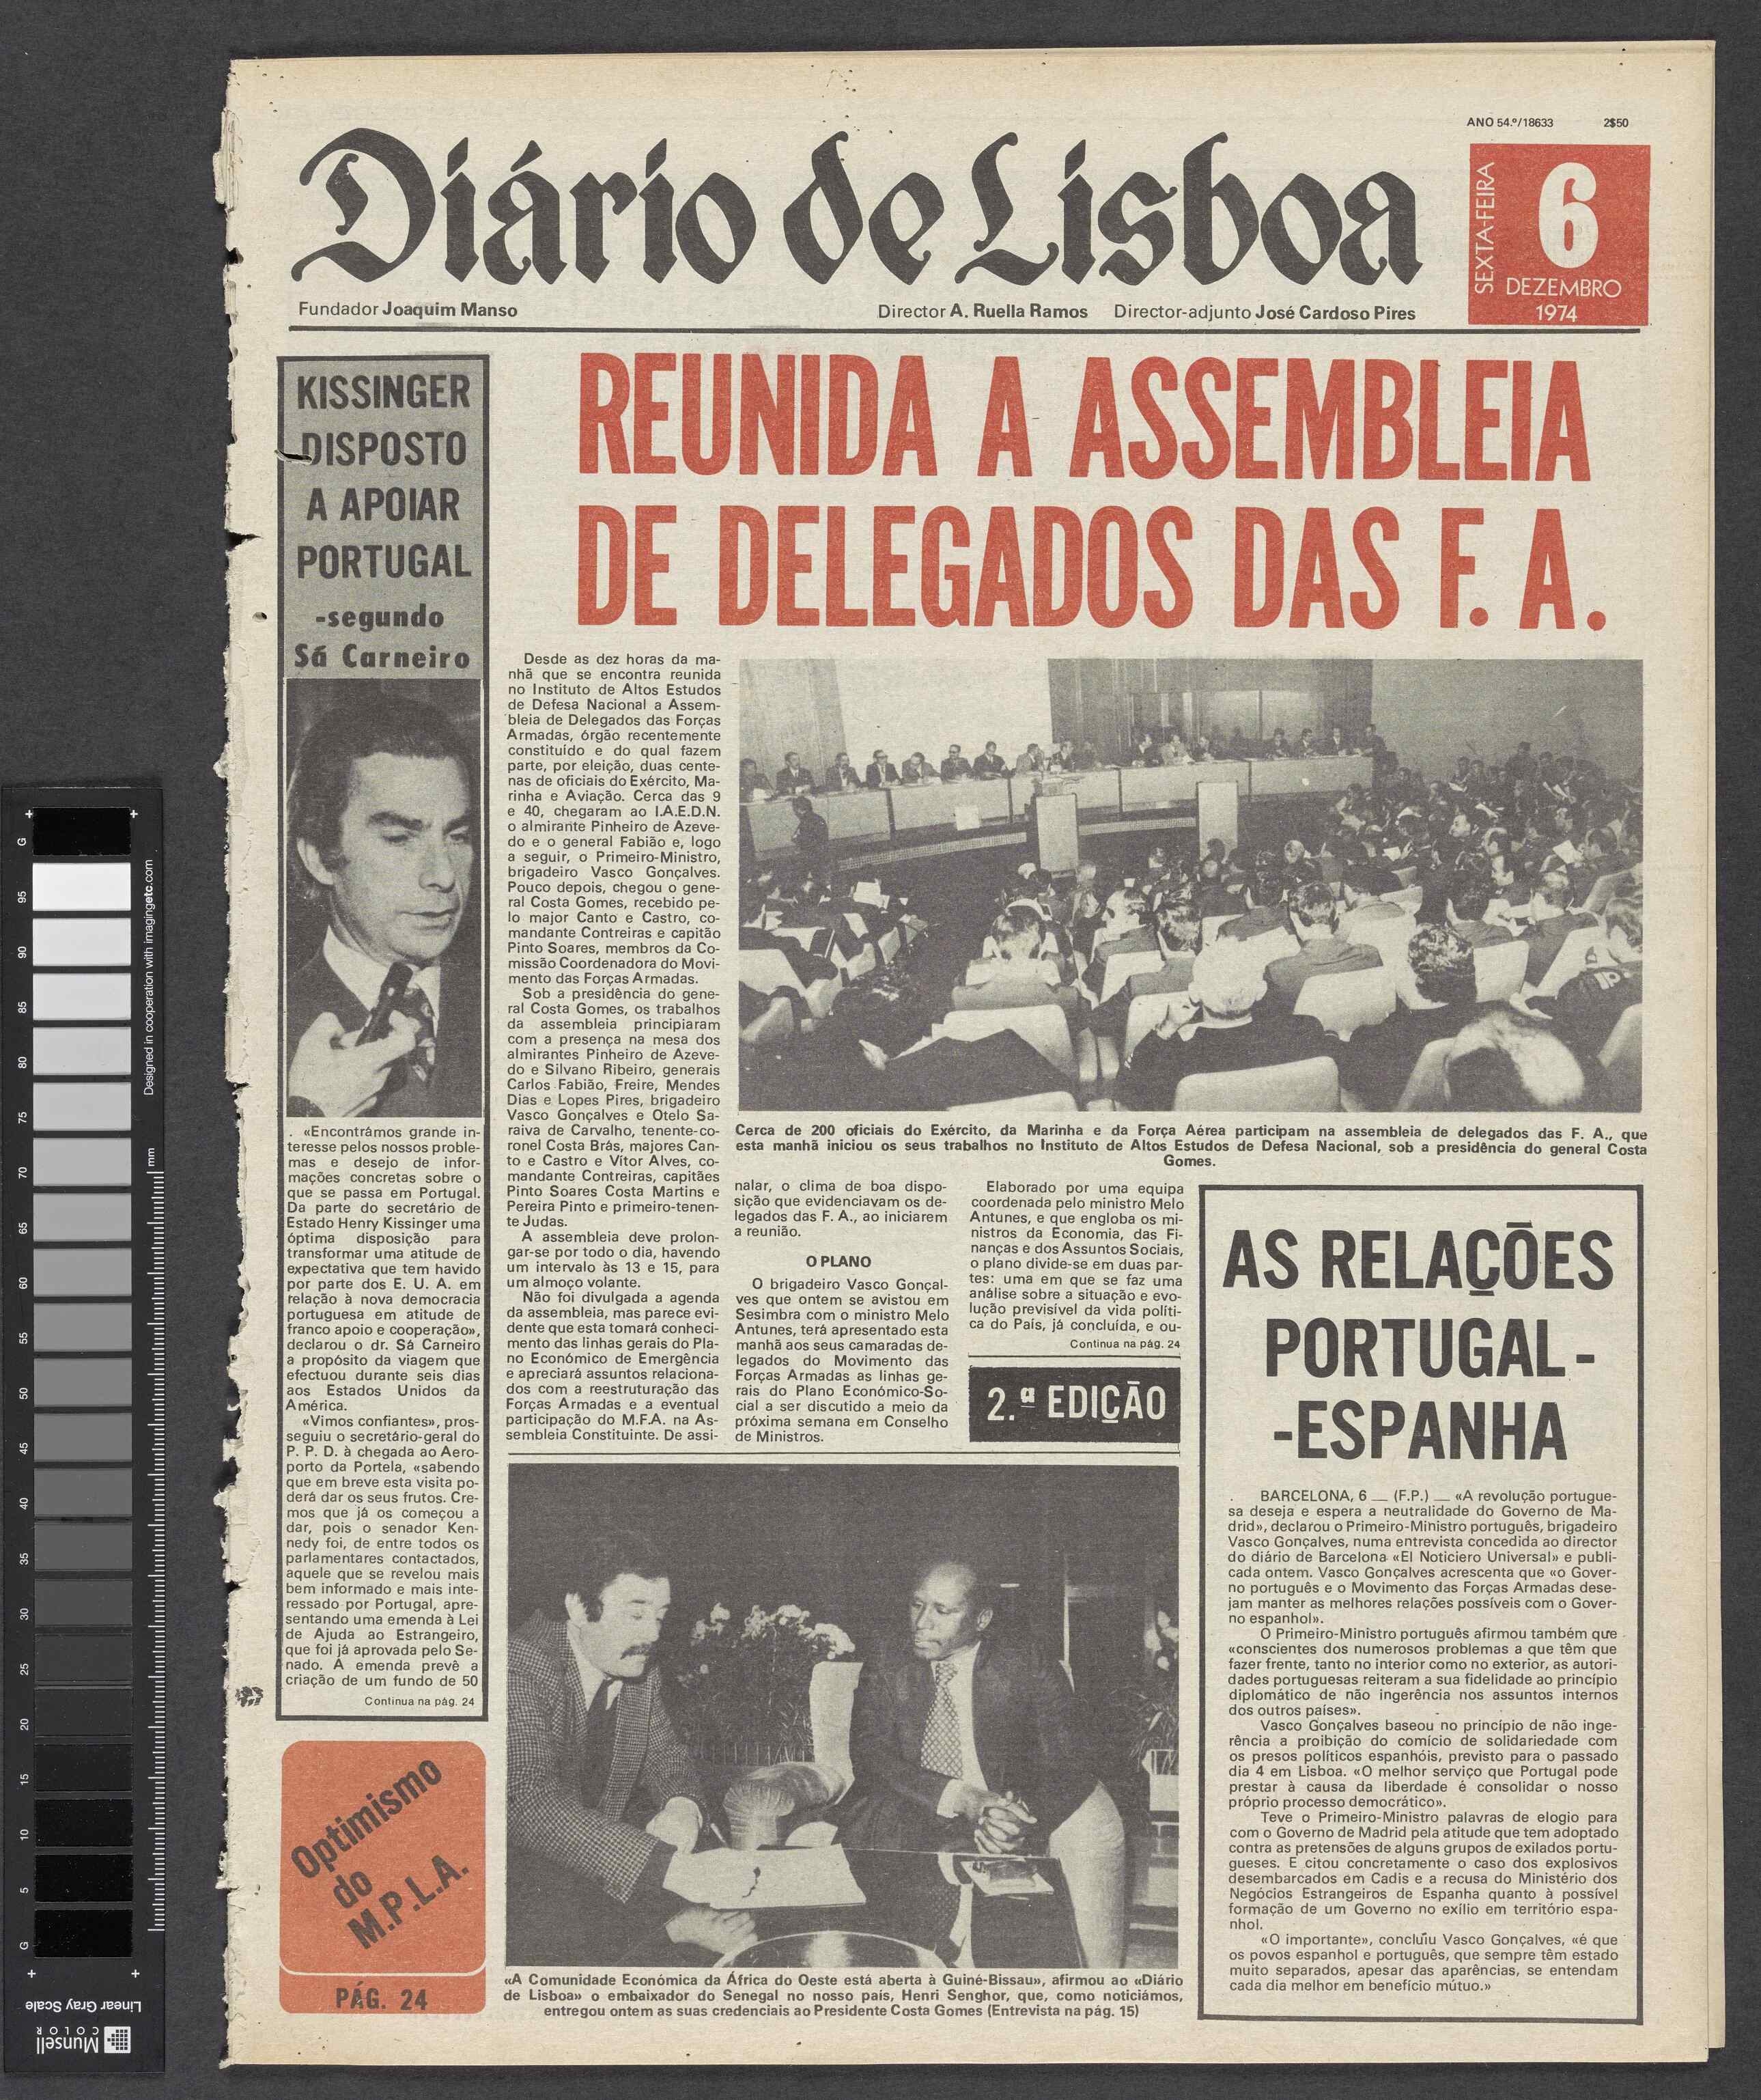 ANO 54.º/18633 2$50
Diário de Lisboa
SEXTA-FEIRA
6
DEZEMBRO
1974
Fundador Joaquim Manso
Director A. Ruella Ramos Director-adjunto José Cardoso Pires
KISSINGER
DISPOSTO
A APOIAR
PORTUGAL
-segundo
Sá Carneiro
«Encontrámos grande in-
teresse pelos nossos proble-
mas e desejo de infor-
mações concretas sobre o
que se passa em Portugal.
Da parte do secretário de
Estado Henry Kissinger uma
óptima disposição para
transformar uma atitude de
expectativa que tem havido
por parte dos E. U. A. em
relação à nova democracia
portuguesa em atitude de
franco apoio e cooperação»,
declarou o dr. Sá Carneiro
a propósito da viagem que
efectuou durante seis dias
aos Estados Unidos da
América.
«Vimos confiantes», pros-
seguiu o secretário-geral do
P. P. D. à chegada ao Aero-
porto da Portela, «sabendo
que em breve esta visita po-
derá dar os seus frutos. Cre-
mos que já os começou a
dar, pois o senador Ken-
nedy foi, de entre todos os
parlamentares contactados,
aquele que se revelou mais
bem informado e mais inte-
ressado por Portugal, apre-
sentando uma emenda à Lei
de Ajuda ao Estrangeiro,
que foi já aprovada pelo Se-
nado. A emenda prevê a
criação de um fundo de 50
Continua na pág. 24
Optimismo
do
M.P.L.A.
PÁG. 24
REUNIDA A ASSEMBLEIA
DE DELEGADOS DAS F. A.
Desde as dez horas da ma-
nhã que se encontra reunida
no Instituto de Altos Estudos
de Defesa Nacional a Assem-
bleia de Delegados das Forças
Armadas, órgão recentemente
constituído e do qual fazem
parte, por eleição, duas cente-
nas de oficiais do Exército, Ma-
rinha e Aviação. Cerca das 9
e 40, chegaram ao I.A.E.D.N.
o almirante Pinheiro de Azeve-
do e o general Fabião e, logo
a seguir, o Primeiro-Ministro,
brigadeiro Vasco Gonçalves.
Pouco depois, chegou o gene-
ral Costa Gomes, recebido pe-
lo major Canto e Castro, co-
mandante Contreiras e capitão
Pinto Soares, membros da Co-
missão Coordenadora do Movi-
mento das Forças Armadas.
Sob a presidência do gene-
ral Costa Gomes, os trabalhos
da assembleia principiaram
com a presença na mesa dos
almirantes Pinheiro de Azeve-
do e Silvano Ribeiro, generais
Carlos Fabião, Freire, Mendes
Dias e Lopes Pires, brigadeiro
Vasco Gonçalves e Otelo Sa-
raiva de Carvalho, tenente-co-
ronel Costa Brás, majores Can-
to e Castro e Vítor Alves, co-
mandante Contreiras, capitães
Pinto Soares Costa Martins e
Pereira Pinto e primeiro-tenen-
te Judas.
A assembleia deve prolon-
gar-se por todo o dia, havendo
um intervalo às 13 e 15, para
um almoço volante.
Não foi divulgada a agenda
da assembleia, mas parece evi-
dente que esta tomará conheci-
mento das linhas gerais do Pla-
no Económico de Emergência
e apreciará assuntos relaciona-
dos com a reestruturação das
Forças Armadas e a eventual
participação do M.F.A. na As-
sembleia Constituinte. De assi-
Cerca de 200 oficiais do Exército, da Marinha e da Força Aérea participam na assembleia de delegados das F. A., que
esta manhã iniciou os seus trabalhos no Instituto de Altos Estudos de Defesa Nacional, sob a presidência do general Costa
Gomes.
nalar, o clima de boa dispo-
sição que evidenciavam os de-
legados das F. A., ao iniciarem
a reunião.
O PLANO
O brigadeiro Vasco Gonçal-
ves que ontem se avistou em
Sesimbra com o ministro Melo
Antunes, terá apresentado esta
manhã aos seus camaradas de-
legados do Movimento das
Forças Armadas as linhas ge-
rais do Plano Económico-So-
cial a ser discutido a meio da
próxima semana em Conselho
de Ministros.
Elaborado por uma equipa
coordenada pelo ministro Melo
Antunes, e que engloba os mi-
nistros da Economia, das Fi-
nanças e dos Assuntos Sociais,
o plano divide-se em duas par-
tes: uma em que se faz uma
análise sobre a situação e evo-
lução previsível da vida políti-
ca do País, já concluída, e ou-
Continua na pág. 24
2.ª EDIÇÃO
«A Comunidade Económica da África do Oeste está aberta à Guiné-Bissau», afirmou ao «Diário
de Lisboa» o embaixador do Senegal no nosso país, Henri Senghor, que, como noticiámos,
entregou ontem as suas credenciais ao Presidente Costa Gomes (Entrevista na pág. 15)
AS RELAÇÕES
PORTUGAL-
-ESPANHA
BARCELONA, 6 — (F.P.) — «A revolução portugue-
sa deseja e espera a neutralidade do Governo de Ma-
drid», declarou o Primeiro-Ministro português, brigadeiro
Vasco Gonçalves, numa entrevista concedida ao director
do diário de Barcelona «El Noticiero Universal» e publi-
cada ontem. Vasco Gonçalves acrescenta que «o Gover-
no português e o Movimento das Forças Armadas dese-
jam manter as melhores relações possíveis com o Gover-
no espanhol».
O Primeiro-Ministro português afirmou também que
«conscientes dos numerosos problemas a que têm que
fazer frente, tanto no interior como no exterior, as autori-
dades portuguesas reiteram a sua fidelidade ao princípio
diplomático de não ingerência nos assuntos internos
dos outros países».
Vasco Gonçalves baseou no princípio de não inge-
rência a proibição do comício de solidariedade com
os presos políticos espanhóis, previsto para o passado
dia 4 em Lisboa. «O melhor serviço que Portugal pode
prestar à causa da liberdade é consolidar o nosso
próprio processo democrático».
Teve o Primeiro-Ministro palavras de elogio para
com o Governo de Madrid pela atitude que tem adoptado
contra as pretensões de alguns grupos de exilados portu-
gueses. E citou concretamente o caso dos explosivos
desembarcados em Cadis e a recusa do Ministério dos
Negócios Estrangeiros de Espanha quanto à possível
formação de um Governo no exílio em território espa-
nhol.
«O importante», concluiu Vasco Gonçalves, «é que
os povos espanhol e português, que sempre têm estado
muito separados, apesar das aparências, se entendam
cada dia melhor em benefício mútuo.»
G
95
90
85
80
75
70
65
60
55
50
45
40
35
30
25
20
15
10
5
G
Designed in cooperation with imagingetc.com
mm
Linear Gray Scale
Munsell
COLOR